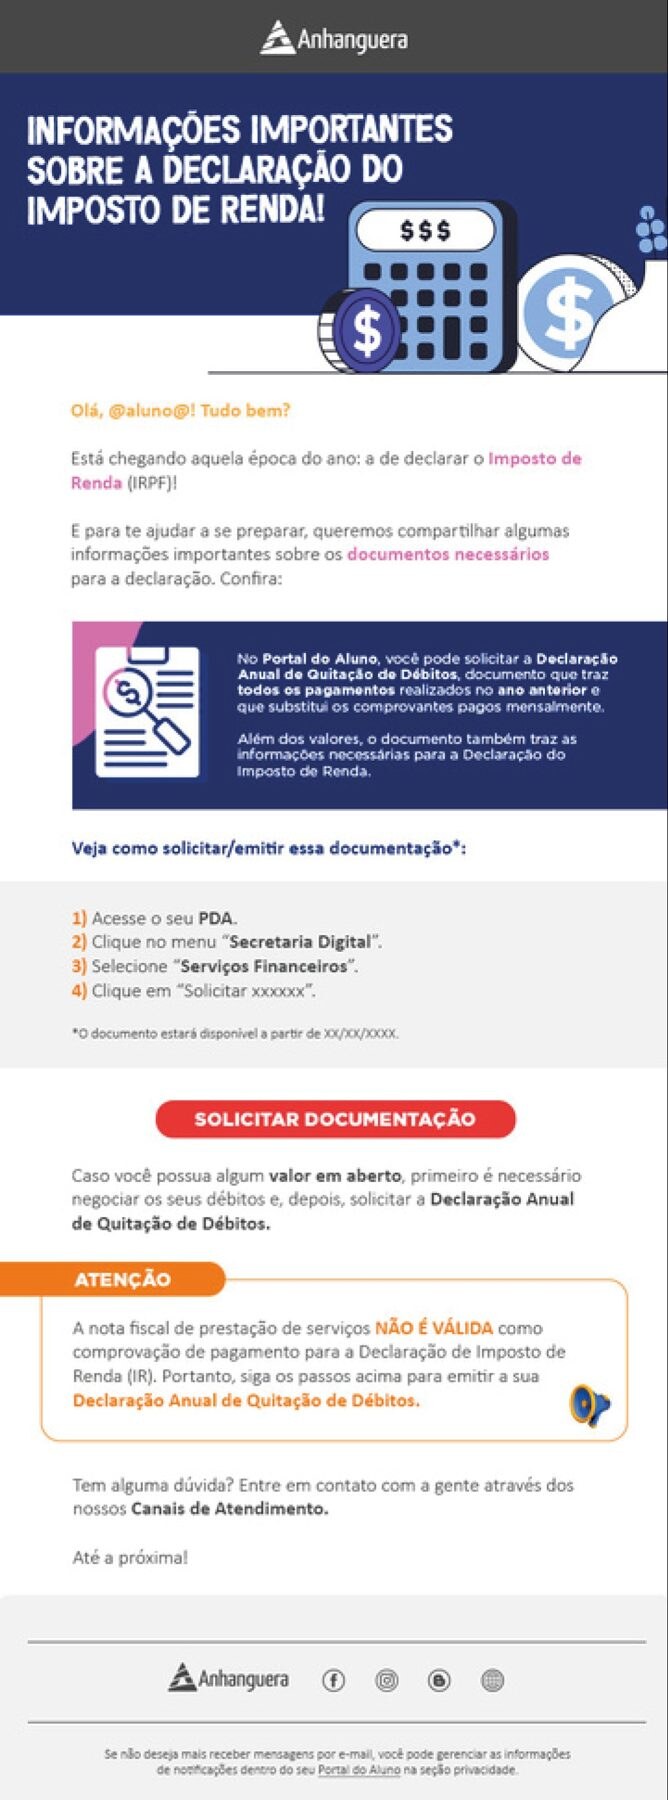 Anhanguera
INFORMAÇÕES IMPORTANTES
SOBRE A DECLARAÇÃO DO
IMPOSTO DE RENDA!
$$$
$
$
Olá, @aluno@! Tudo bem?
Está chegando aquela época do ano: a de declarar o Imposto de
Renda (IRPF)!
E para te ajudar a se preparar, queremos compartilhar algumas
informações importantes sobre os documentos necessários
para a declaração. Confira:
$
No Portal do Aluno, você pode solicitar a Declaração
Anual de Quitação de Débitos, documento que traz
todos os pagamentos realizados no ano anterior e
que substitui os comprovantes pagos mensalmente.
Além dos valores, o documento também traz as
informações necessárias para a Declaração do
Imposto de Renda.
Veja como solicitar/emitir essa documentação*:
1) Acesse o seu PDA.
2) Clique no menu “Secretaria Digital”.
3) Selecione “Serviços Financeiros”.
4) Clique em “Solicitar xxxxxx”.
*O documento estará disponível a partir de XX/XX/XXXX.
SOLICITAR DOCUMENTAÇÃO
Caso você possua algum valor em aberto, primeiro é necessário
negociar os seus débitos e, depois, solicitar a Declaração Anual
de Quitação de Débitos.
ATENÇÃO
A nota fiscal de prestação de serviços NÃO É VÁLIDA como
comprovação de pagamento para a Declaração de Imposto de
Renda (IR). Portanto, siga os passos acima para emitir a sua
Declaração Anual de Quitação de Débitos.
Tem alguma dúvida? Entre em contato com a gente através dos
nossos Canais de Atendimento.
Até a próxima!
Anhanguera
Se não deseja mais receber mensagens por e-mail, você pode gerenciar as informações
de notificações dentro do seu Portal do Aluno na seção privacidade.